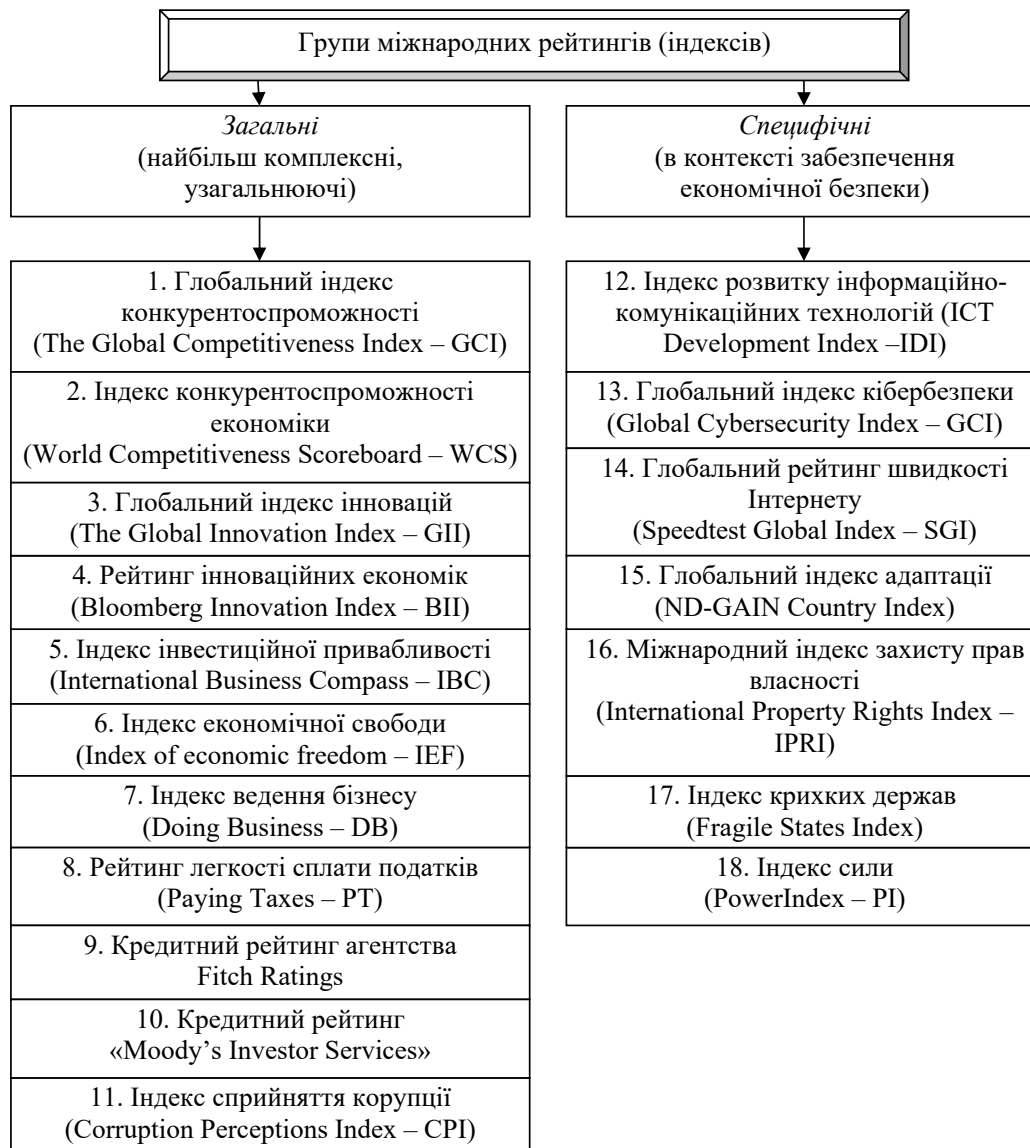 Групи міжнародних рейтингів (індексів)
Загальні
(найбільш комплексні,
узагальнюючі)
Специфічні
(в контексті забезпечення
економічної безпеки)
1. Глобальний індекс
конкурентоспроможності
(The Global Competitiveness Index – GCI)
2. Індекс конкурентоспроможності
економіки
(World Competitiveness Scoreboard – WCS)
3. Глобальний індекс інновацій
(The Global Innovation Index – GII)
4. Рейтинг інноваційних економік
(Bloomberg Innovation Index – BII)
5. Індекс інвестиційної привабливості
(International Business Compass – IBC)
6. Індекс економічної свободи
(Index of economic freedom – IEF)
7. Індекс ведення бізнесу
(Doing Business – DB)
8. Рейтинг легкості сплати податків
(Paying Taxes – PT)
9. Кредитний рейтинг агентства
Fitch Ratings
10. Кредитний рейтинг
«Moody’s Investor Services»
11. Індекс сприйняття корупції
(Corruption Perceptions Index – CPI)
12. Індекс розвитку інформаційно-
комунікаційних технологій (ICT
Development Index –IDI)
13. Глобальний індекс кібербезпеки
(Global Cybersecurity Index – GCI)
14. Глобальний рейтинг швидкості
Інтернету
(Speedtest Global Index – SGI)
15. Глобальний індекс адаптації
(ND-GAIN Country Index)
16. Міжнародний індекс захисту прав
власності
(International Property Rights Index –
IPRI)
17. Індекс крихких держав
(Fragile States Index)
18. Індекс сили
(PowerIndex – PI)